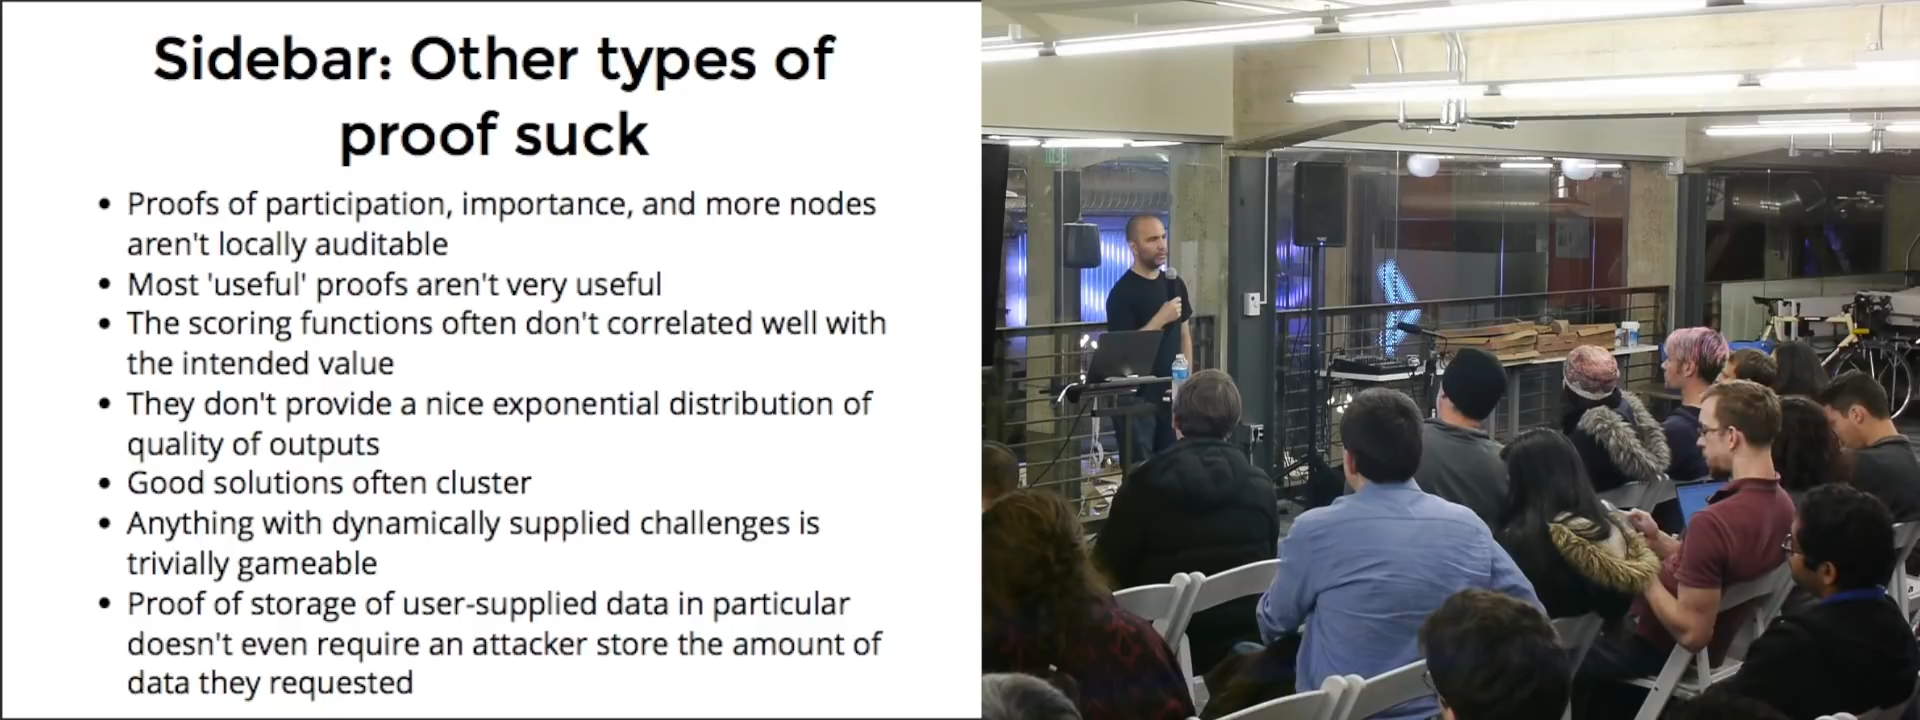 Sidebar: Other types of
proof suck
• Proofs of participation, importance, and more nodes
aren't locally auditable
• Most 'useful' proofs aren't very useful
• The scoring functions often don't correlated well with
the intended value
• They don't provide a nice exponential distribution of
quality of outputs
• Good solutions often cluster
• Anything with dynamically supplied challenges is
trivially gameable
• Proof of storage of user-supplied data in particular
doesn't even require an attacker store the amount of
data they requested